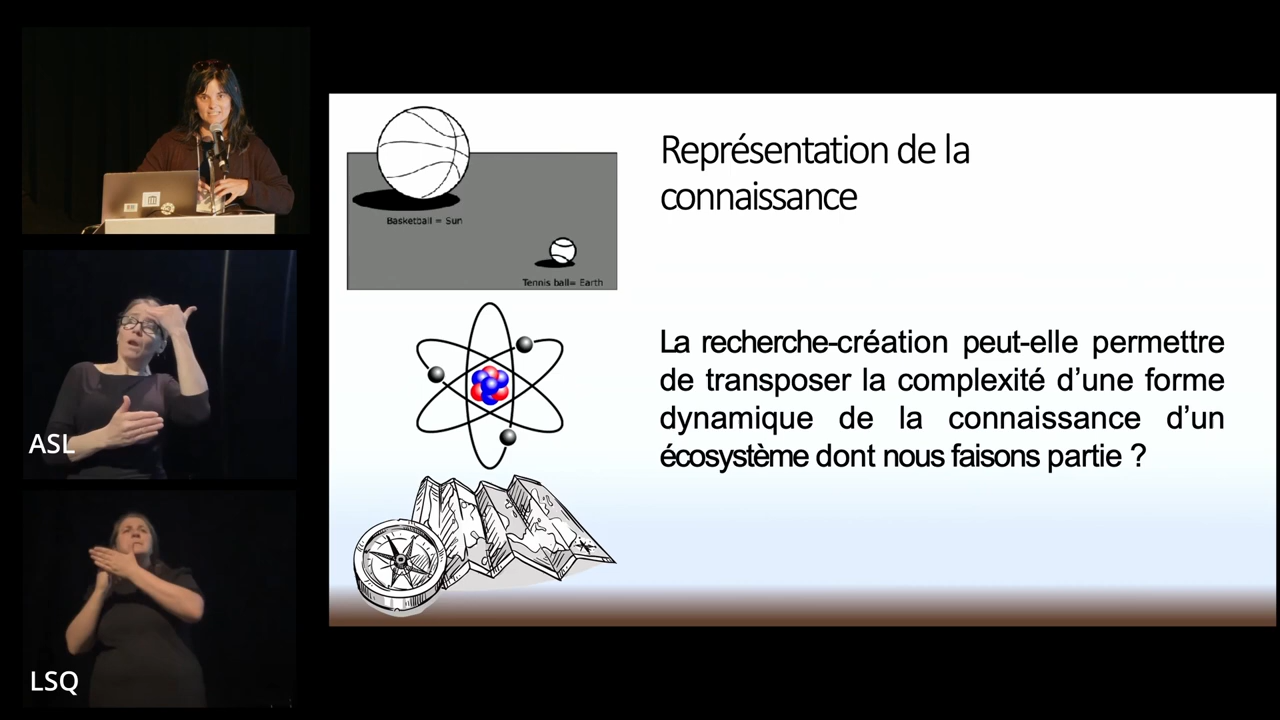 Représentation de la
connaissance
Basketball = Sun
Tennis ball= Earth
La recherche-création peut-elle permettre
de transposer la complexité d’une forme
dynamique de la connaissance d’un
écosystème dont nous faisons partie ?
ASL
LSQ